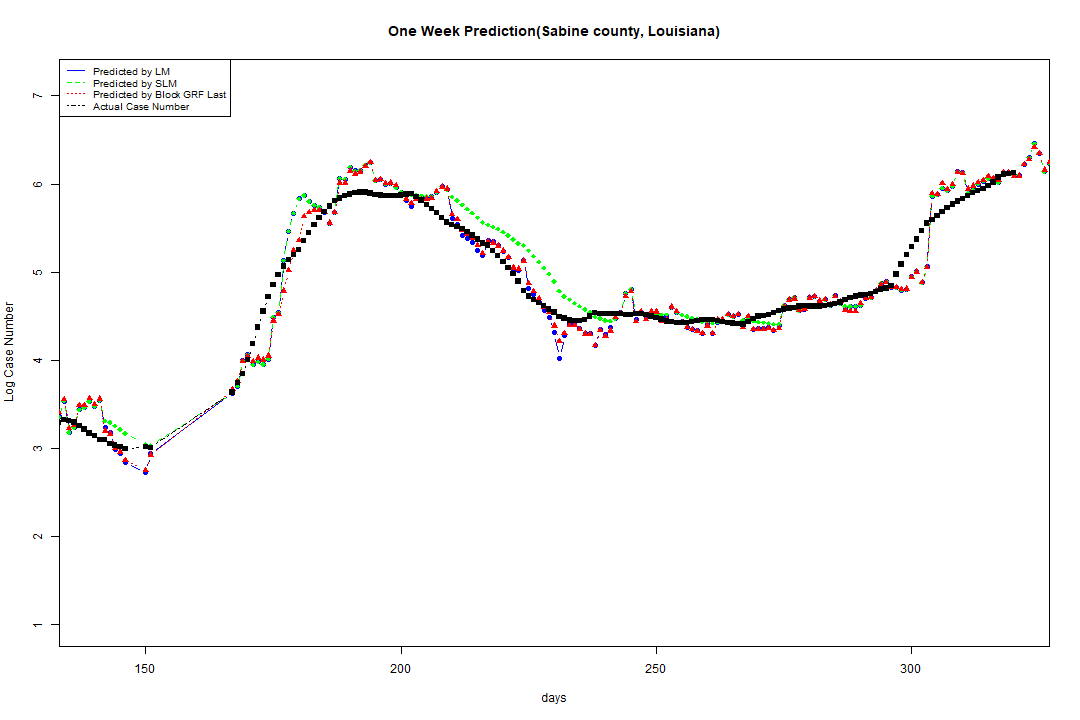 One Week Prediction(Sabine county, Louisiana)
Predicted by LM
Predicted by SLM
Predicted by Block GRF Last
Actual Case Number
7
6
5
4
3
2
1
Log Case Number
150 200 250 300
days